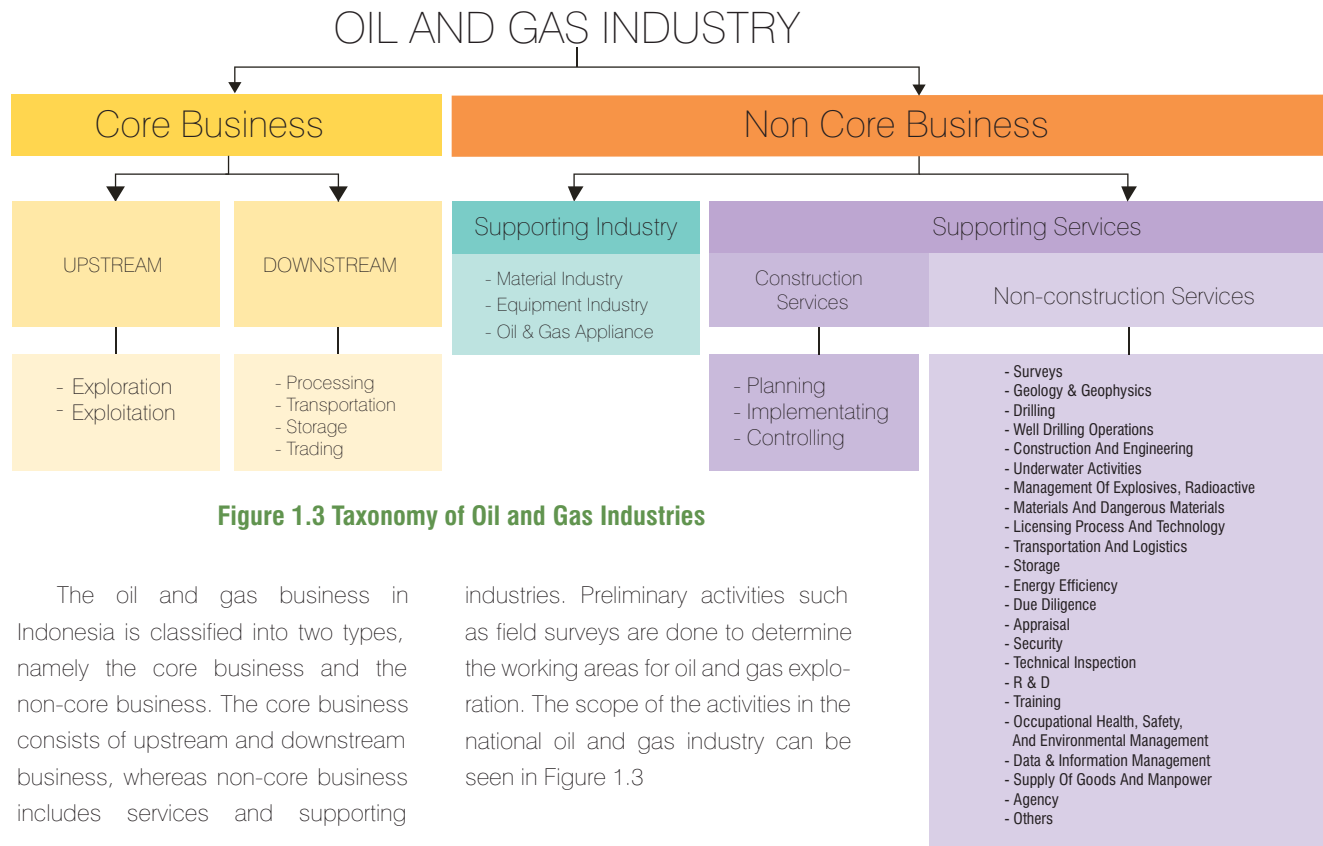 OIL AND GAS INDUSTRY
Core Business
Non Core Business
UPSTREAM
DOWNSTREAM
Supporting Industry
- Material Industry
- Equipment Industry
- Oil & Gas Appliance
Supporting Services
Construction
Services
Non-construction Services
- Exploration
- Exploitation
- Processing
- Transportation
- Storage
- Trading
- Planning
- Implementating
- Controlling
- Surveys
- Geology & Geophysics
- Drilling
- Well Drilling Operations
- Construction And Engineering
- Underwater Activities
- Management Of Explosives, Radioactive
- Materials And Dangerous Materials
- Licensing Process And Technology
- Transportation And Logistics
- Storage
- Energy Efficiency
- Due Diligence
- Appraisal
- Security
- Technical Inspection
- R & D
- Training
- Occupational Health, Safety,
And Environmental Management
- Data & Information Management
- Supply Of Goods And Manpower
- Agency
- Others
Figure 1.3 Taxonomy of Oil and Gas Industries
The oil and gas business in
Indonesia is classified into two types,
namely the core business and the
non-core business. The core business
consists of upstream and downstream
business, whereas non-core business
includes services and supporting
industries. Preliminary activities such
as field surveys are done to determine
the working areas for oil and gas explo-
ration. The scope of the activities in the
national oil and gas industry can be
seen in Figure 1.3